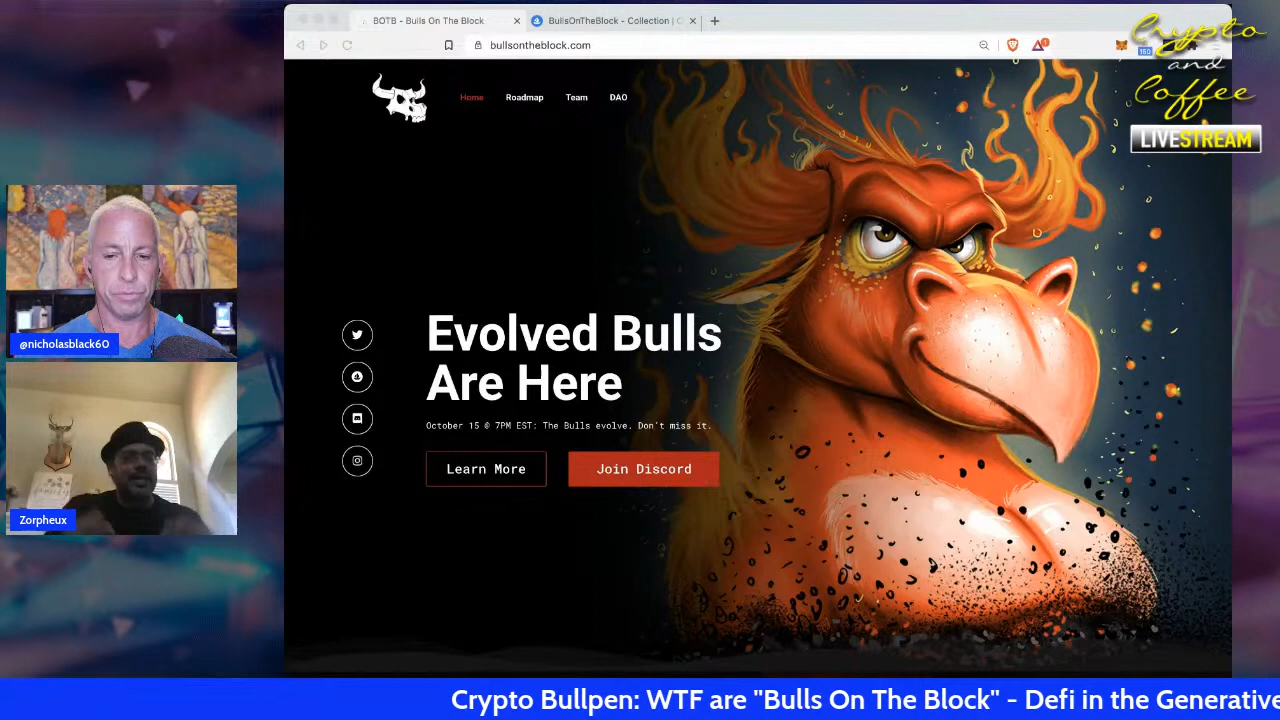 BOTB - Bulls On The Block
BullsOnTheBlock - Collection | O
bullsontheblock.com
1
150
Crypto
and
Coffee
LIVESTREAM
Home
Roadmap
Team
DAO
Evolved Bulls
Are Here
October 15 @ 7PM EST: The Bulls evolve. Don't miss it.
Learn More
Join Discord
@nicholasblack60
Zorpheux
Crypto Bullpen: WTF are "Bulls On The Block" - Defi in the Generative